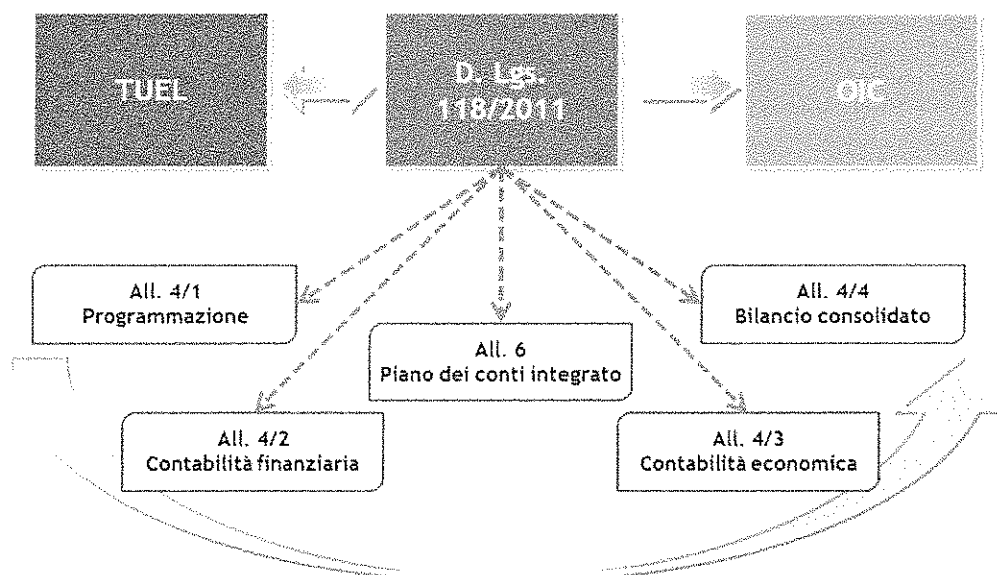 TUEL
D. Lgs.
118/2011
OIC
All. 4/1
Programmazione
All. 4/4
Bilancio consolidato
All. 6
Piano dei conti integrato
All. 4/2
Contabilità finanziaria
All. 4/3
Contabilità economica